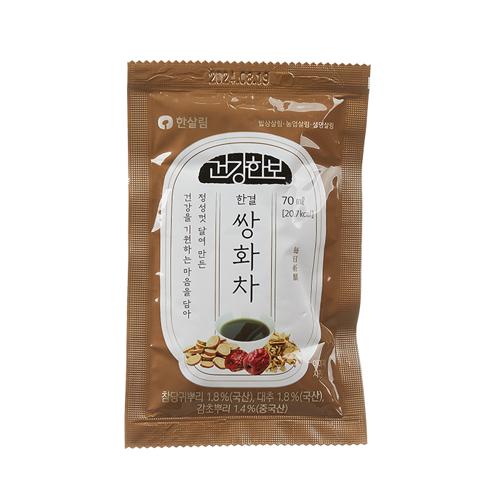 2024.08.19
한살림
밥상살림·농업살림·생명살림
건강한보
한결
쌍화차
정성껏 달여 만든
건강을 기원하는 마음을 담아
70㎖
[20.7kcal]
참당귀뿌리 1.8%(국산), 대추 1.8%(국산)
감초뿌리 1.4%(중국산)